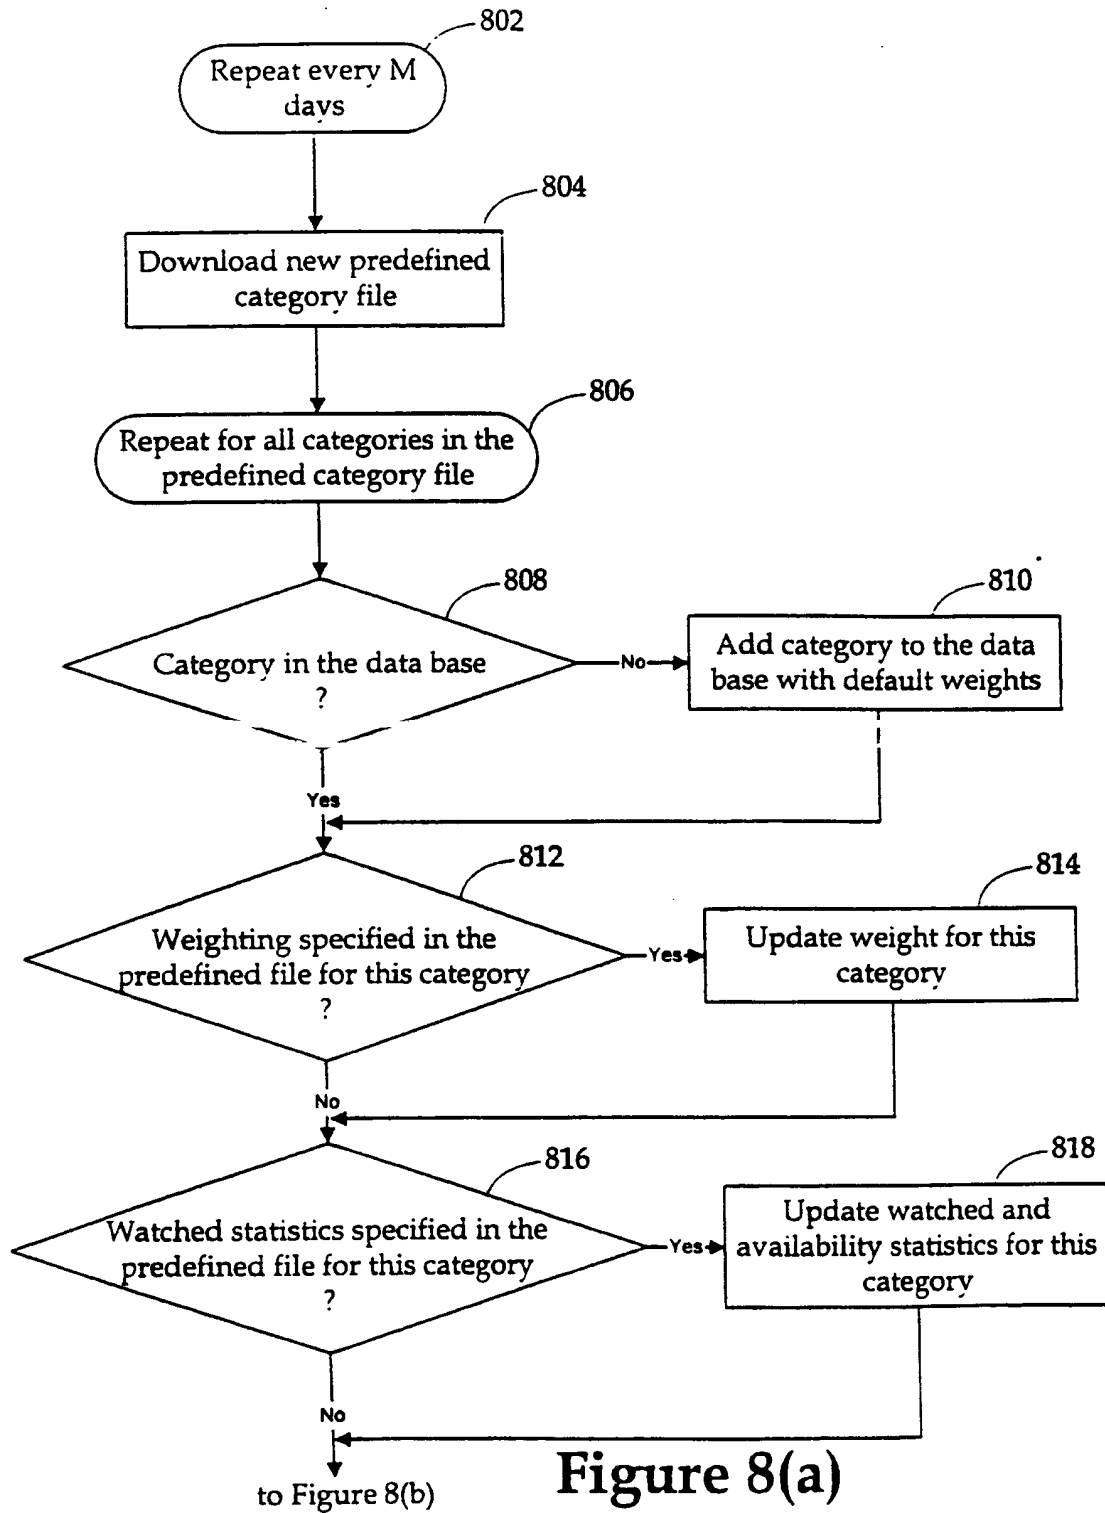 802
Repeat every M
days
804
Download new predefined
category file
806
Repeat for all categories in the
predefined category file
808
Category in the data base
?
No
810
Add category to the data
base with default weights
Yes
812
Weighting specified in the
predefined file for this category
?
Yes
814
Update weight for this
category
No
816
Watched statistics specified in the
predefined file for this category
?
Yes
818
Update watched and
availability statistics for this
category
No
to Figure 8(b)
Figure 8(a)